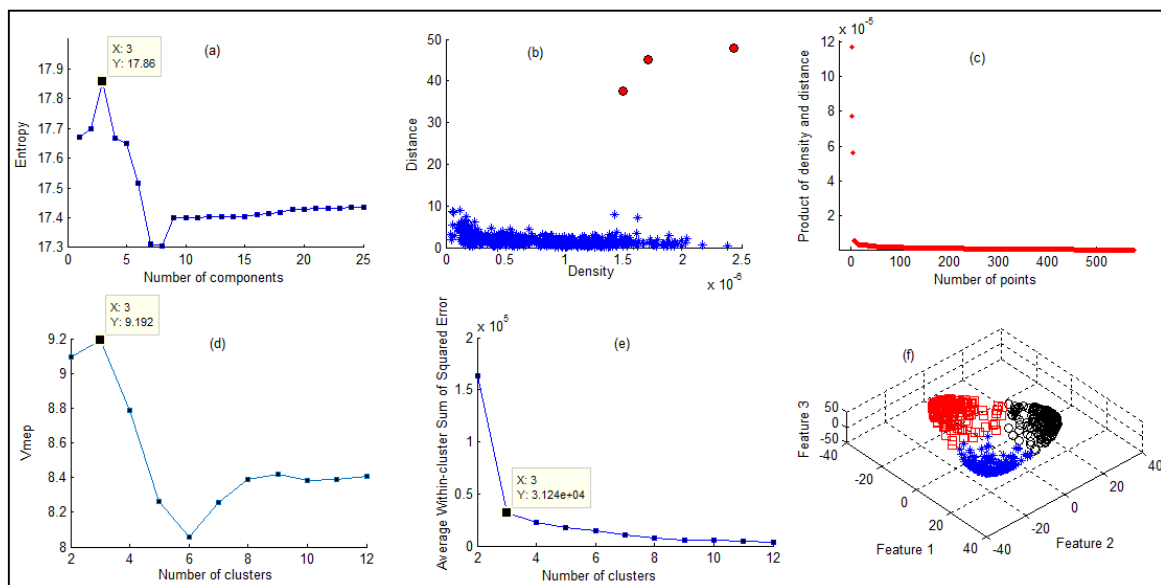 (a)
X: 3
Y: 17.86
Entropy
17.9
17.8
17.7
17.6
17.5
17.4
17.3
0 5 10 15 20 25
Number of components
(b)
Distance
50
40
30
20
10
0
0 0.5 1 1.5 2 2.5
Density
x 10^-6
(c)
x 10^-5
Product of density and distance
12
10
8
6
4
2
0 100 200 300 400 500
Number of points
(d)
X: 3
Y: 9.192
Vmep
9.2
9
8.8
8.6
8.4
8.2
8
2 4 6 8 10 12
Number of clusters
(e)
x 10^5
Average Within-cluster Sum of Squared Error
2
1.5
1
0.5
0
X: 3
Y: 3.124e+04
2 4 6 8 10 12
Number of clusters
(f)
Feature 3
50
0
-50
-40
-20
0
20
40
Feature 1
-40
-20
0
20
40
Feature 2